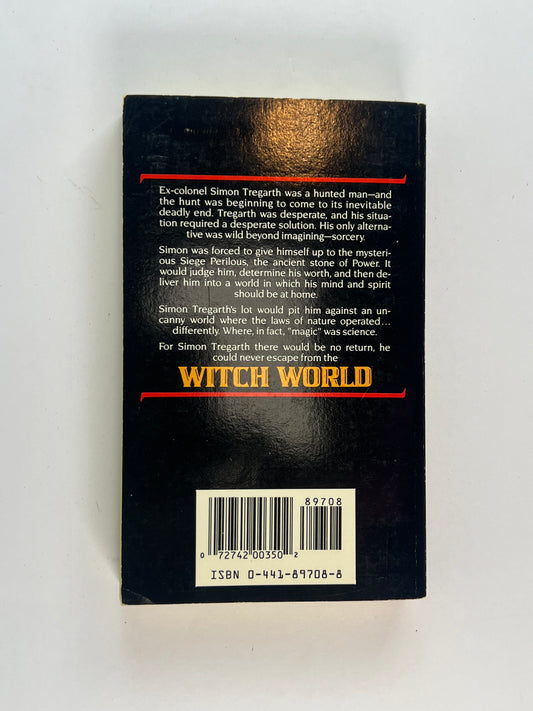 Ex-colonel Simon Tregarth was a hunted man—and
the hunt was beginning to come to its inevitable
deadly end. Tregarth was desperate, and his situa-
tion required a desperate solution. His only alterna-
tive was wild beyond imagining—sorcery.
Simon was forced to give himself up to the mysteri-
ous Siege Perilous, the ancient stone of Power. It
would judge him, determine his worth, and then de-
liver him into a world in which his mind and spirit
should be at home.
Simon Tregarth's lot would pit him against an un-
canny world where the laws of nature operated...
differently. Where, in fact, "magic" was science.
For Simon Tregarth there would be no return, he
could never escape from the
WITCH WORLD
89708
0 72742 00350 2
ISBN 0-441-89708-8